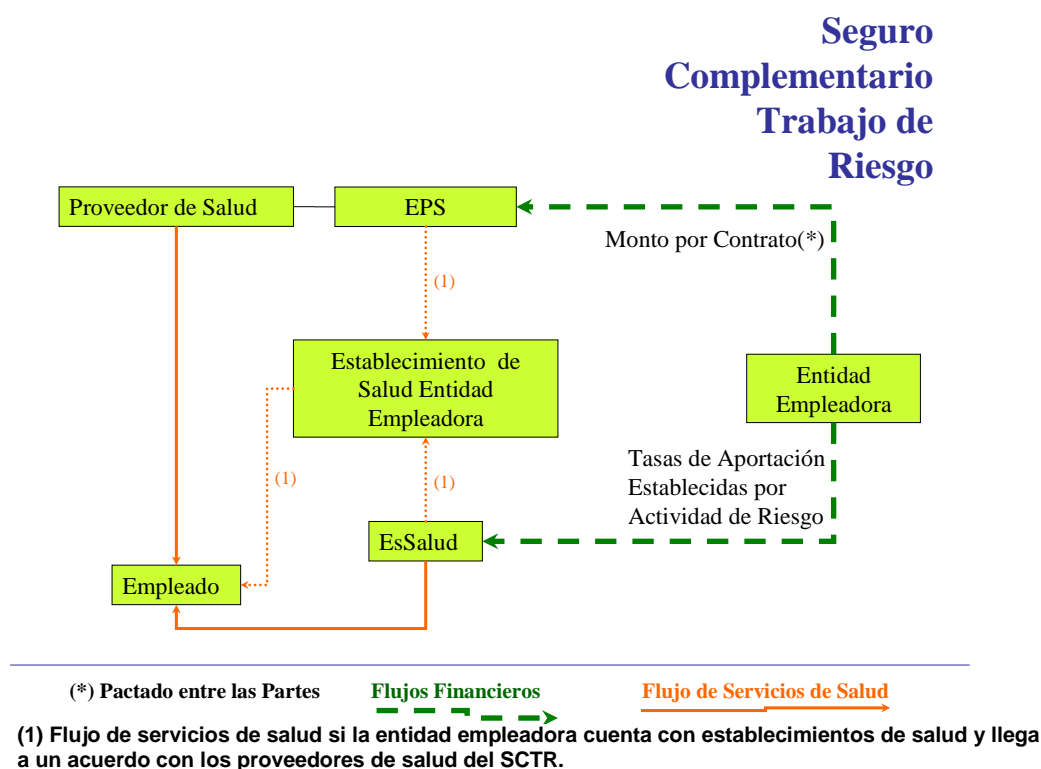 Seguro
Complementario
Trabajo de
Riesgo
Proveedor de Salud
EPS
Monto por Contrato(*)
(1)
Establecimiento de
Salud Entidad
Empleadora
Entidad
Empleadora
(1)
(1)
Tasas de Aportación
Establecidas por
Actividad de Riesgo
EsSalud
Empleado
(*) Pactado entre las Partes
Flujos Financieros
Flujo de Servicios de Salud
(1) Flujo de servicios de salud si la entidad empleadora cuenta con establecimientos de salud y llega
a un acuerdo con los proveedores de salud del SCTR.